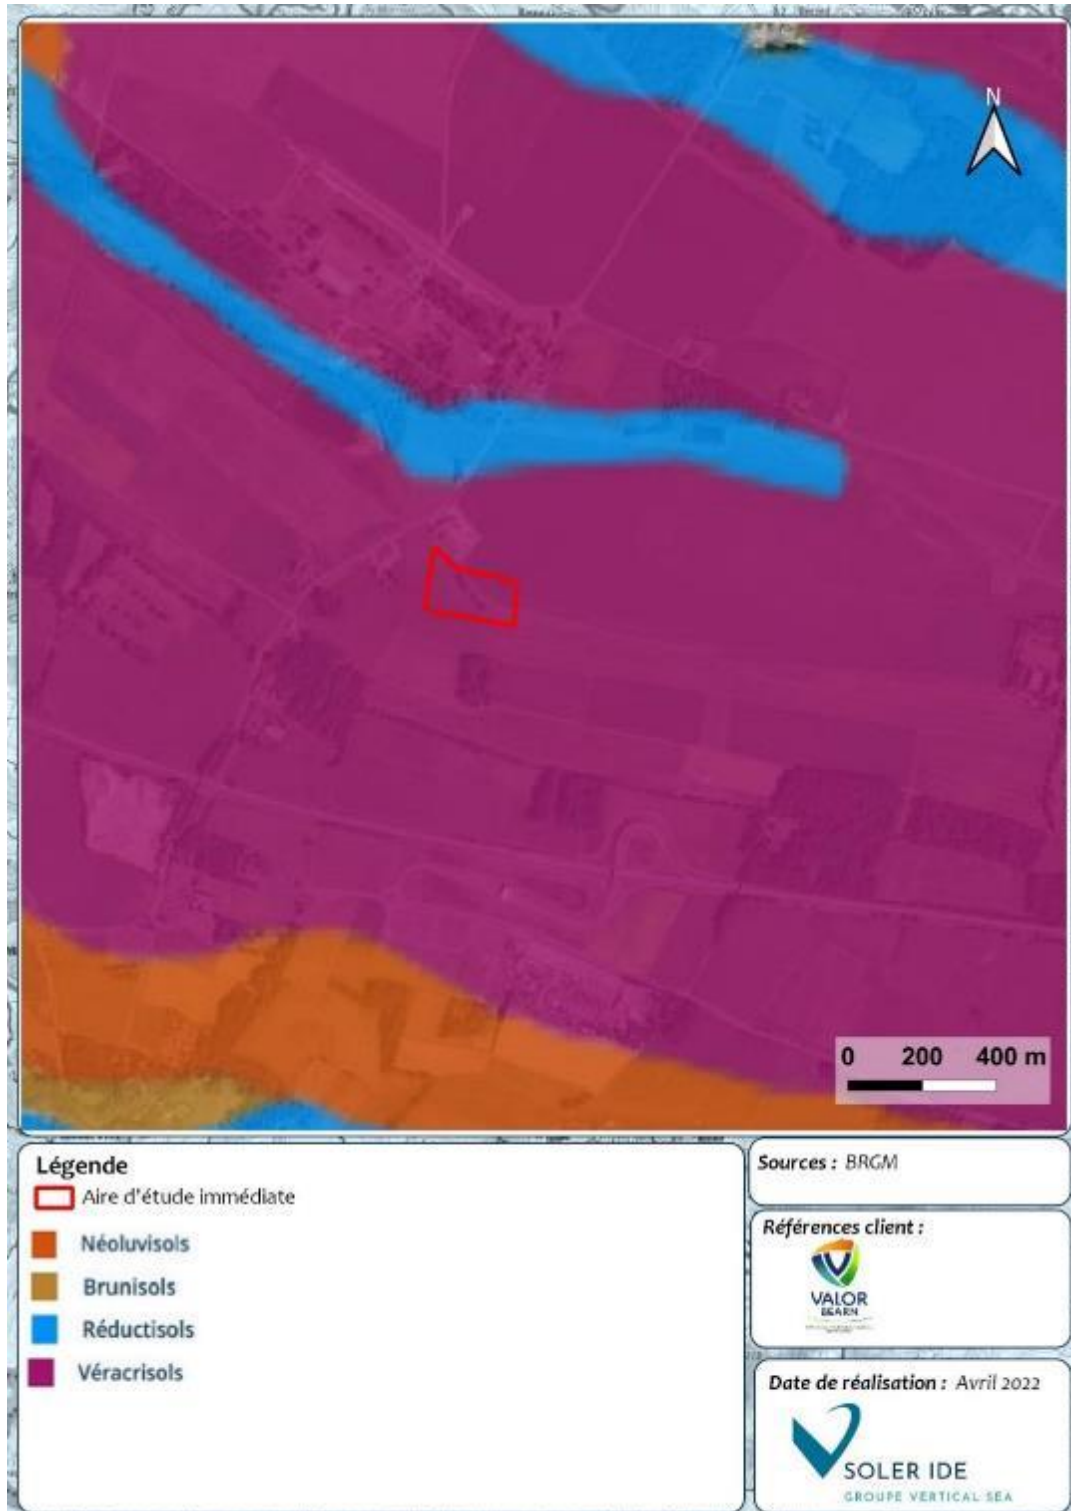 N
0 200 400 m
Légende
Aire d'étude immédiate
Néoluvisols
Brunisols
Réductisols
Véracrisols
Sources : BRGM
Références client :
VALOR
BEARN
Date de réalisation : Avril 2022
SOLER IDE
GROUPE VERTICAL SEA